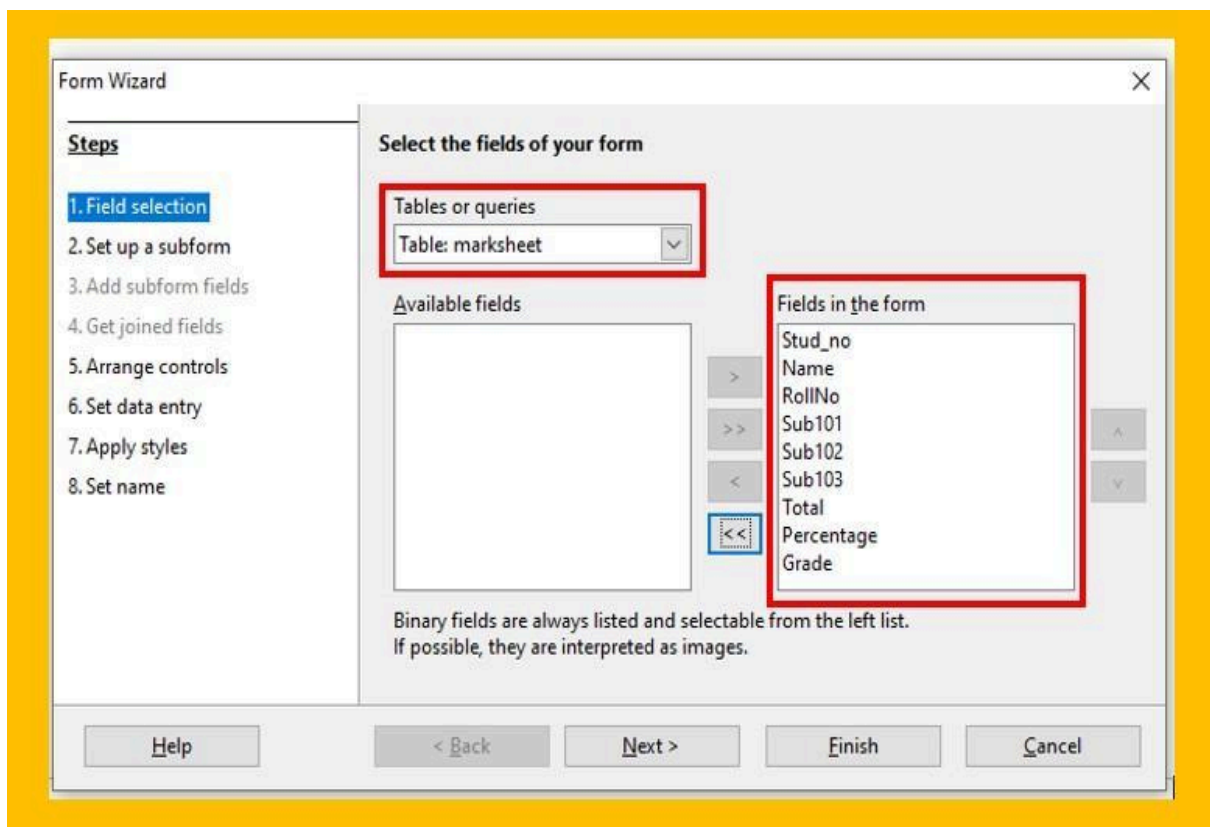 Form Wizard
Steps
1. Field selection
2. Set up a subform
3. Add subform fields
4. Get joined fields
5. Arrange controls
6. Set data entry
7. Apply styles
8. Set name
Select the fields of your form
Tables or queries
Table: marksheet
Available fields
>
>>
<
<<
Fields in the form
Stud_no
Name
RollNo
Sub101
Sub102
Sub103
Total
Percentage
Grade
Binary fields are always listed and selectable from the left list.
If possible, they are interpreted as images.
Help
< Back
Next >
Finish
Cancel